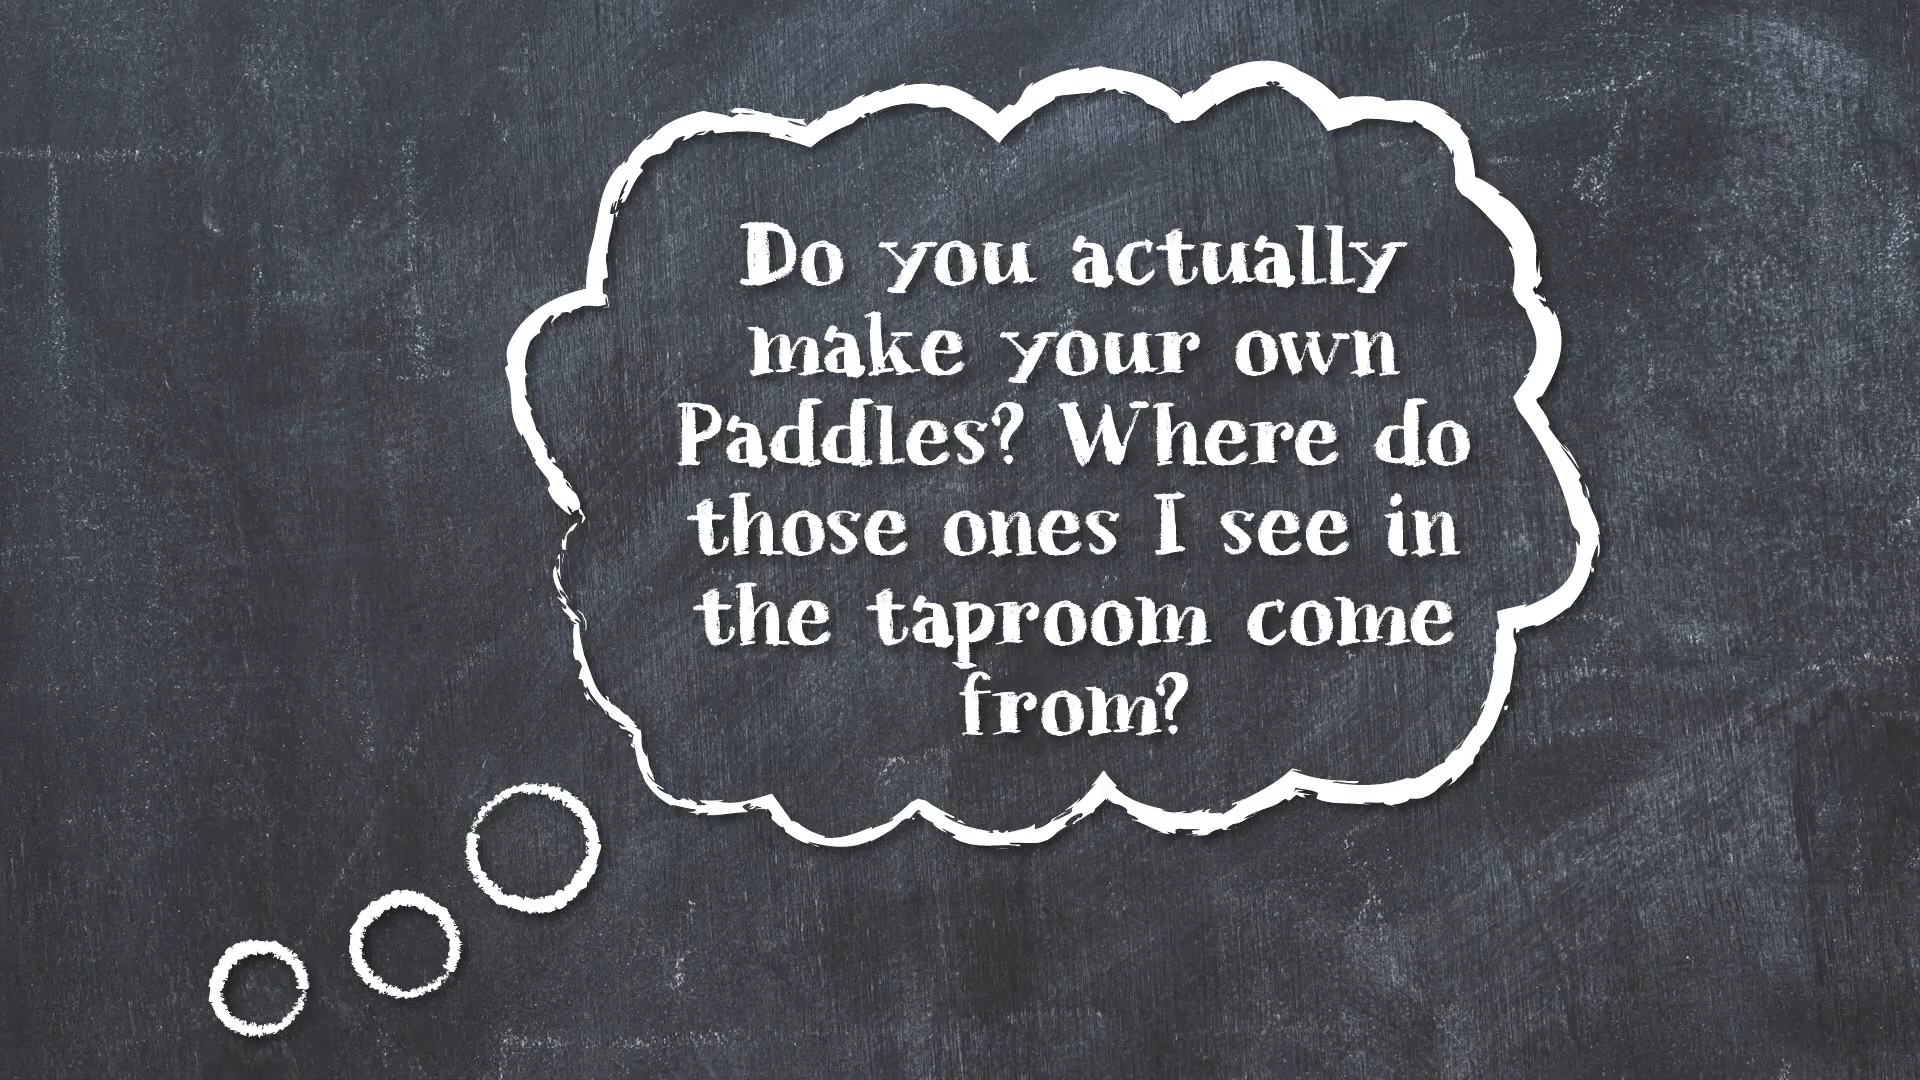 Do you actually
make your own
Paddles? Where do
those ones I see in
the taproom come
from?